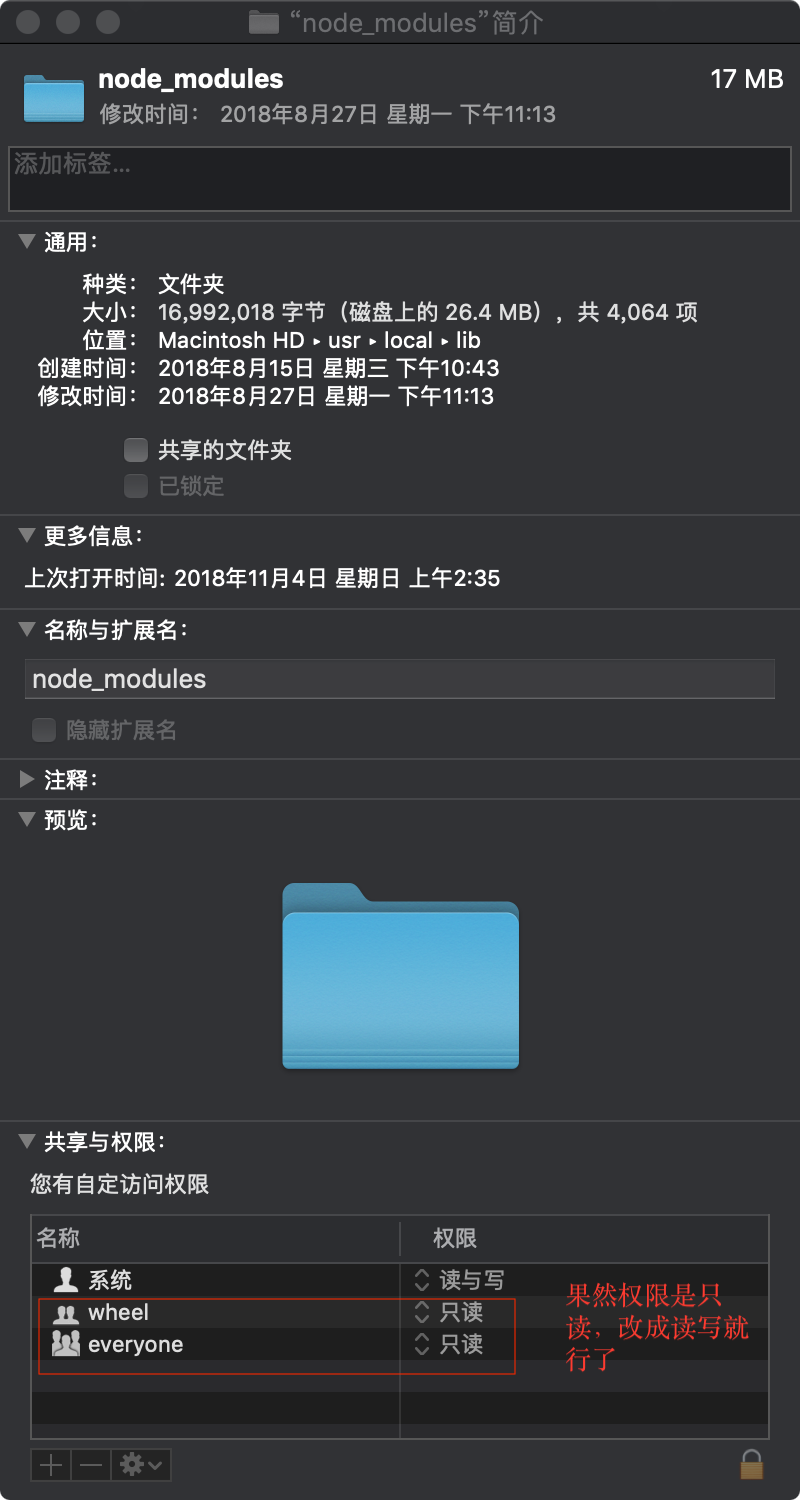 “node_modules”简介
node_modules 17 MB
修改时间： 2018年8月27日 星期一 下午11:13
添加标签...
通用：
种类： 文件夹
大小： 16,992,018 字节（磁盘上的 26.4 MB），共 4,064 项
位置： Macintosh HD ▸ usr ▸ local ▸ lib
创建时间： 2018年8月15日 星期三 下午10:43
修改时间： 2018年8月27日 星期一 下午11:13
共享的文件夹
已锁定
更多信息：
上次打开时间: 2018年11月4日 星期日 上午2:35
名称与扩展名：
node_modules
隐藏扩展名
注释：
预览：
共享与权限：
您有自定访问权限
名称 权限
系统 读与写
wheel 只读
everyone 只读
果然权限是只
读，改成读写就
行了